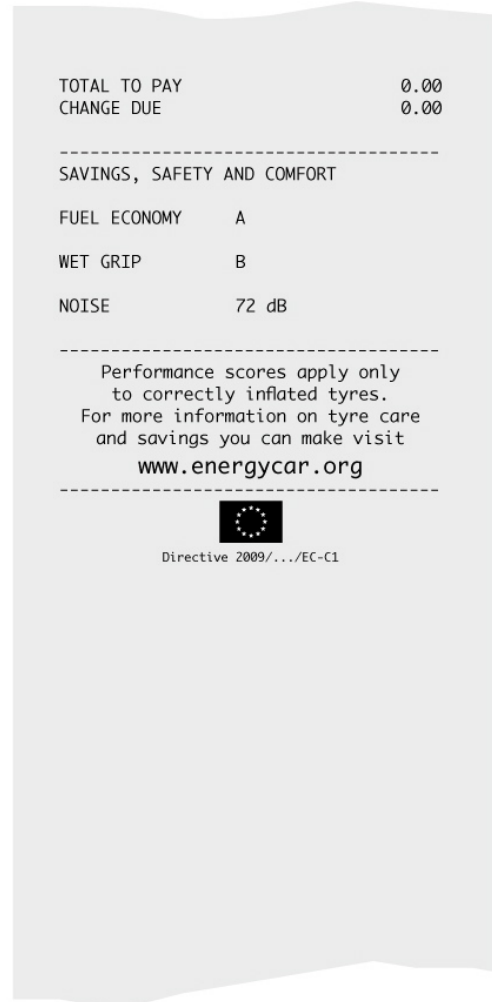 TOTAL TO PAY 0.00
CHANGE DUE 0.00
-------------------------------------
SAVINGS, SAFETY AND COMFORT
FUEL ECONOMY A
WET GRIP B
NOISE 72 dB
-------------------------------------
Performance scores apply only
to correctly inflated tyres.
For more information on tyre care
and savings you can make visit
www.energycar.org
-------------------------------------
Directive 2009/.../EC-C1